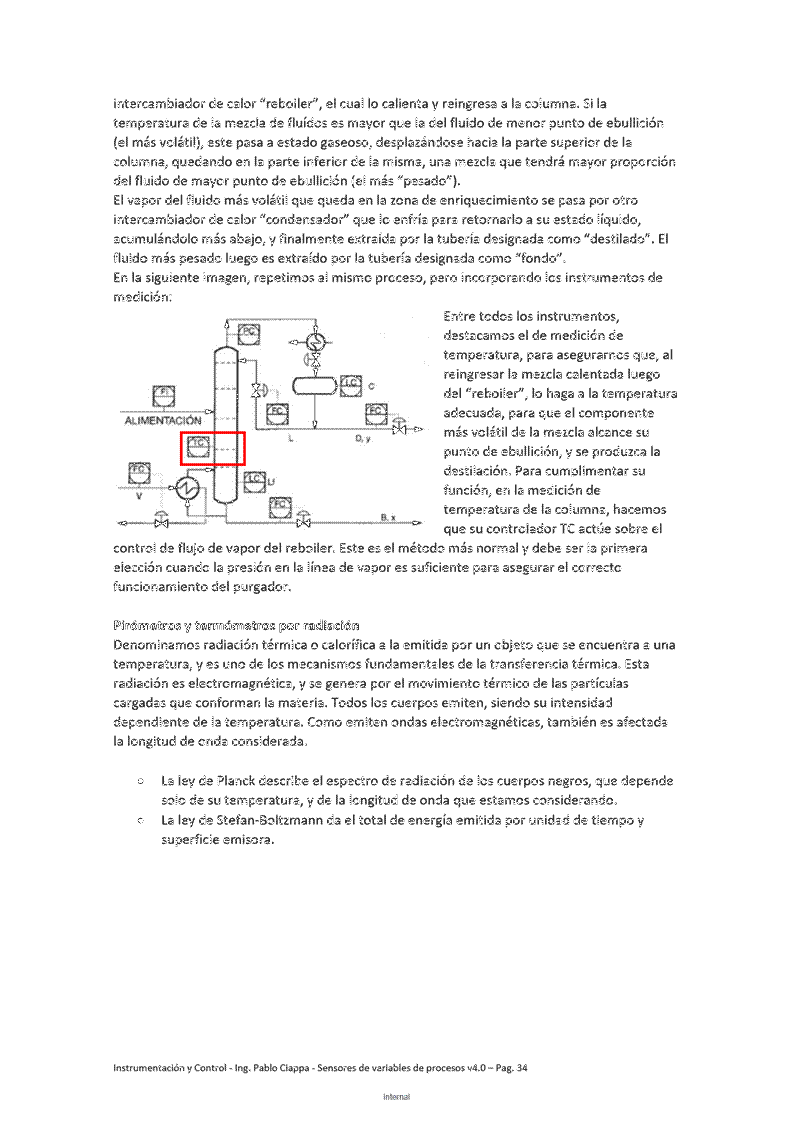 intercambiador de calor “reboiler”, el cual lo calienta y reingresa a la columna. Si la
temperatura de la mezcla de fluidos es mayor que la del fluido de menor punto de ebullición
(el más volátil), este pasa a estado gaseoso, desplazándose hacia la parte superior de la
columna, quedando en la parte inferior de la misma, una mezcla que tendrá mayor proporción
del fluido de mayor punto de ebullición (el más “pesado”).
El vapor del fluido más volátil que queda en la zona de enriquecimiento se pasa por otro
intercambiador de calor “condensador” que lo enfría para retornarlo a su estado líquido,
acumulándolo más abajo, y finalmente extraída por la tubería designada como “destilado”. El
fluido más pesado luego es extraído por la tubería designada como “fondo”.
En la siguiente imagen, repetimos al mismo proceso, pero incorporando los instrumentos de
medición:
Entre todos los instrumentos,
destacamos el de medición de
temperatura, para asegurarnos que, al
reingresar la mezcla calentada luego
del “reboiler”, lo haga a la temperatura
adecuada, para que el componente
más volátil de la mezcla alcance su
punto de ebullición, y se produzca la
destilación. Para cumplimentar su
función, en la medición de
temperatura de la columna, hacemos
que su controlador TC actúe sobre el
PC
LC
FI
FC
FC
ALIMENTACIÓN
L
D, y
TC
FC
V
LC
FC
B, x
control de flujo de vapor del reboiler. Este es el método más normal y debe ser la primera
elección cuando la presión en la línea de vapor es suficiente para asegurar el correcto
funcionamiento del purgador.
Pirómetros y termómetros por radiación
Denominamos radiación térmica o calorífica a la emitida por un objeto que se encuentra a una
temperatura, y es uno de los mecanismos fundamentales de la transferencia térmica. Esta
radiación es electromagnética, y se genera por el movimiento térmico de las partículas
cargadas que conforman la materia. Todos los cuerpos emiten, siendo su intensidad
dependiente de la temperatura. Como emiten ondas electromagnéticas, también es afectada
la longitud de onda considerada.
○ La ley de Planck describe el espectro de radiación de los cuerpos negros, que depende
solo de su temperatura, y de la longitud de onda que estamos considerando.
○ La ley de Stefan-Boltzmann da el total de energía emitida por unidad de tiempo y
superficie emisora.
Instrumentación y Control - Ing. Pablo Ciappa - Sensores de variables de procesos v4.0 – Pag. 34
Internal